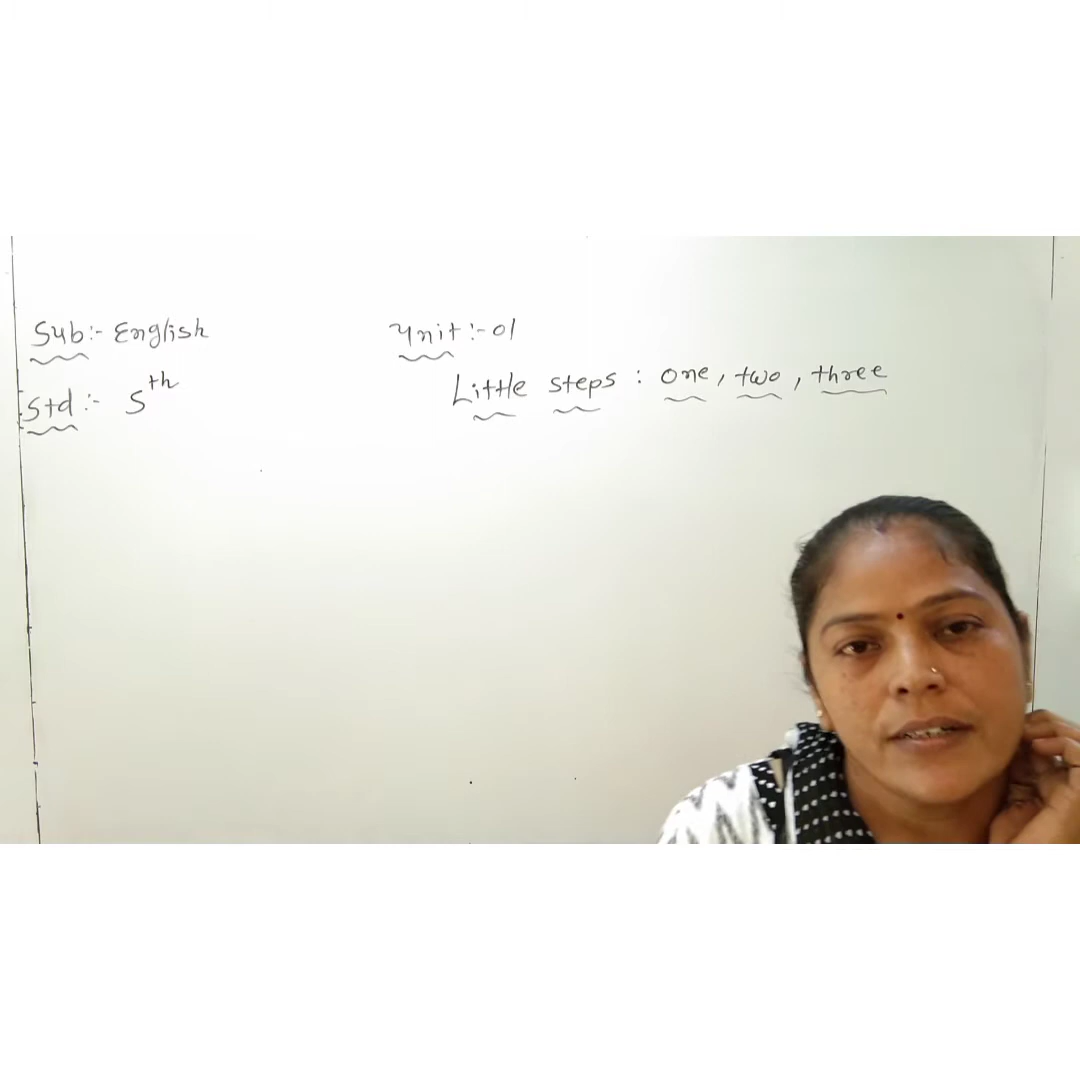 Sub:- English
Std:- 5th
Unit:- 01
Little steps : one, two, three